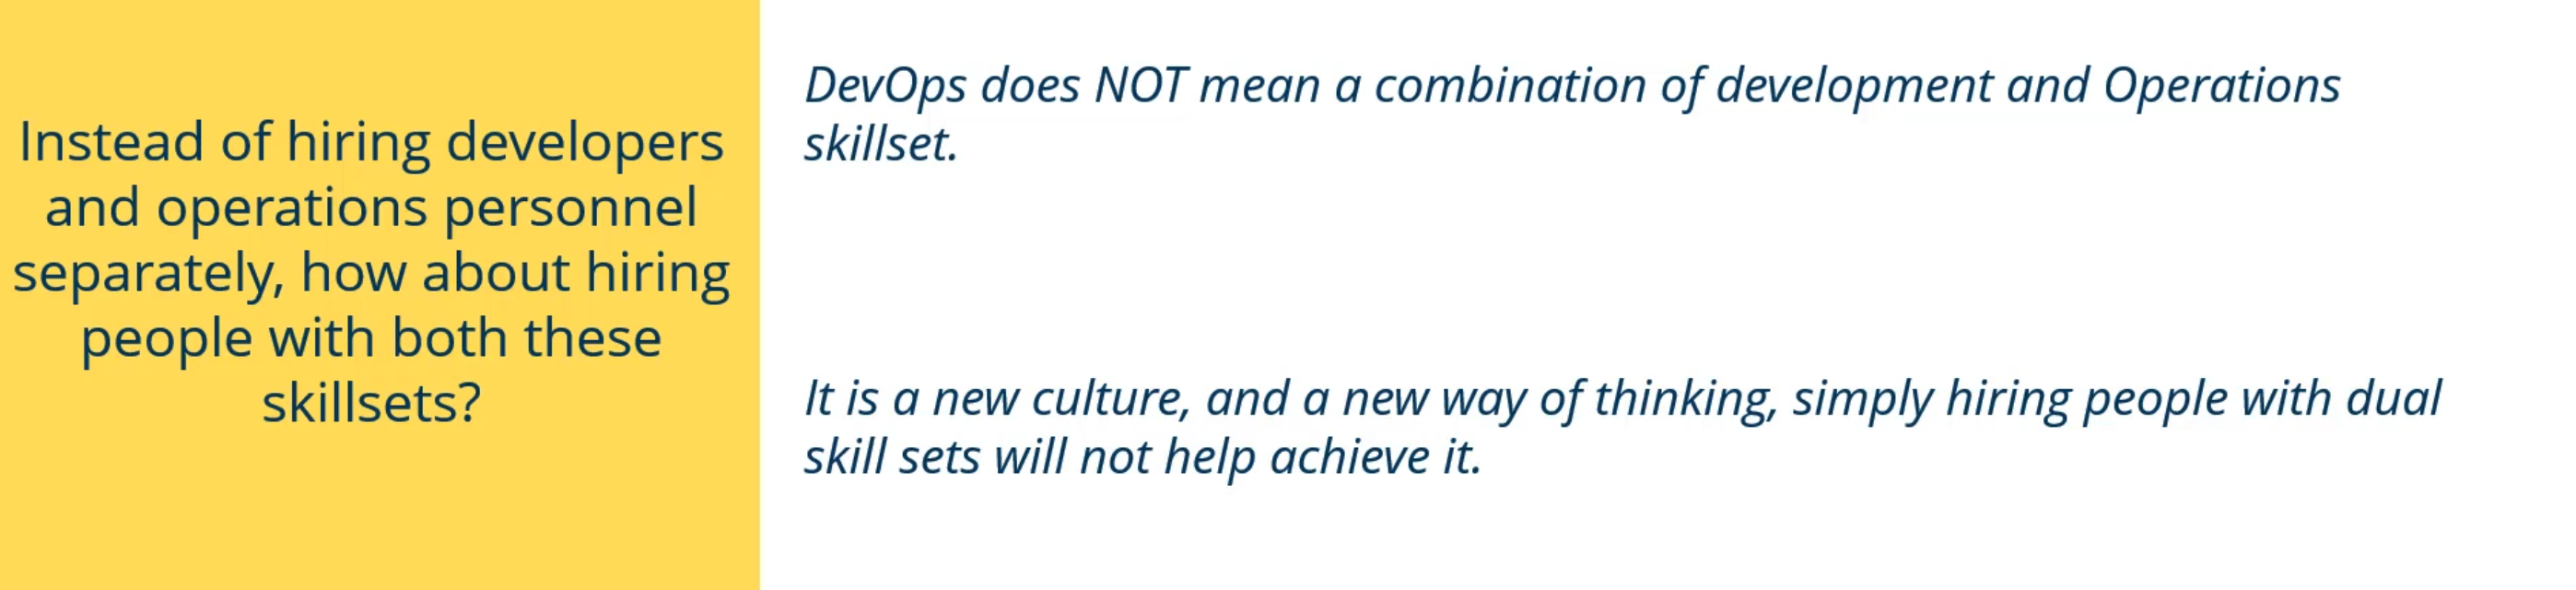 Instead of hiring developers
and operations personnel
separately, how about hiring
people with both these
skillsets?
DevOps does NOT mean a combination of development and Operations
skillset.
It is a new culture, and a new way of thinking, simply hiring people with dual
skill sets will not help achieve it.